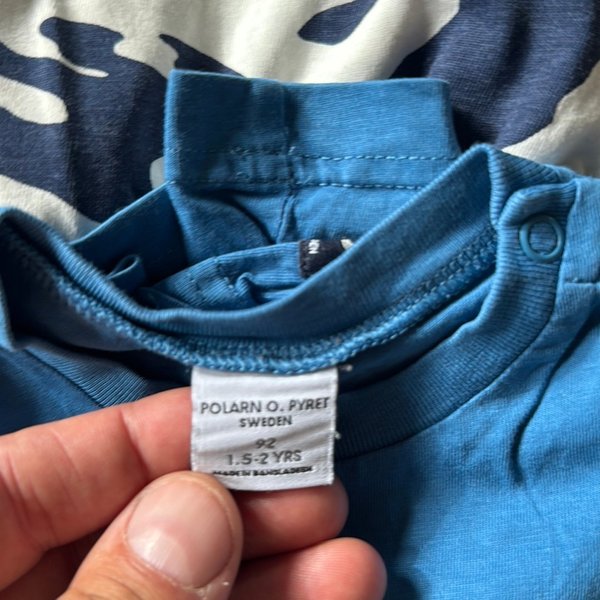 POLARN O. PYRET
SWEDEN
92
1.5-2 YRS
MADE IN BANGLADESH